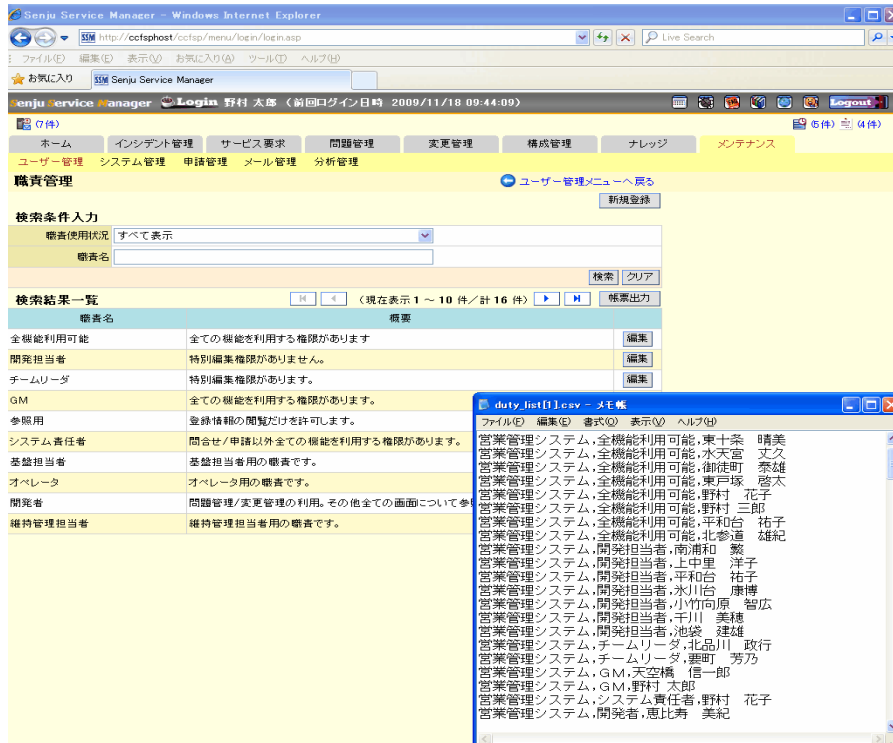 Senju Service Manager - Windows Internet Explorer
SSM http://ccfsphost/ccfsp/menu/login/login.asp
Live Search
ファイル(F) 編集(E) 表示(V) お気に入り(A) ツール(T) ヘルプ(H)
お気に入り SSM Senju Service Manager
Senju Service Manager Login 野村 太郎 (前回ログイン日時 2009/11/18 09:44:09) Logout
(7件) (5件) (4件)
ホーム インシデント管理 サービス要求 問題管理 変更管理 構成管理 ナレッジ メンテナンス
ユーザー管理 システム管理 申請管理 メール管理 分析管理
職責管理 ユーザー管理メニューへ戻る
新規登録
検索条件入力
職責使用状況 すべて表示
職責名
検索 クリア
検索結果一覧 (現在表示 1 ~ 10 件/計 16 件) 帳票出力
職責名 概要
全機能利用可能 全ての機能を利用する権限があります 編集
開発担当者 特別編集権限がありません。 編集
チームリーダ 特別編集権限があります。 編集
GM 全ての機能を利用する権限があります。
参照用 登録情報の閲覧だけを許可します。
システム責任者 問合せ/申請以外全ての機能を利用する権限があります。
基盤担当者 基盤担当者用の職責です。
オペレータ オペレータ用の職責です。
開発者 問題管理/変更管理の利用。その他全ての画面について参
維持管理担当者 維持管理担当者用の職責です。
duty_list[1].csv - メモ帳
ファイル(F) 編集(E) 書式(O) 表示(V) ヘルプ(H)
営業管理システム,全機能利用可能,東十条 晴美
営業管理システム,全機能利用可能,水天宮 丈久
営業管理システム,全機能利用可能,御徒町 泰雄
営業管理システム,全機能利用可能,東戸塚 啓太
営業管理システム,全機能利用可能,野村 花子
営業管理システム,全機能利用可能,野村 三郎
営業管理システム,全機能利用可能,平和台 祐子
営業管理システム,全機能利用可能,北参道 雄紀
営業管理システム,開発担当者,南浦和 繁
営業管理システム,開発担当者,上中里 洋子
営業管理システム,開発担当者,平和台 祐子
営業管理システム,開発担当者,氷川台 康博
営業管理システム,開発担当者,小竹向原 智広
営業管理システム,開発担当者,千川 美穂
営業管理システム,開発担当者,池袋 建雄
営業管理システム,チームリーダ,北品川 政行
営業管理システム,チームリーダ,要町 芳乃
営業管理システム,GM,天空橋 信一郎
営業管理システム,GM,野村 太郎
営業管理システム,システム責任者,野村 花子
営業管理システム,開発者,恵比寿 美紀